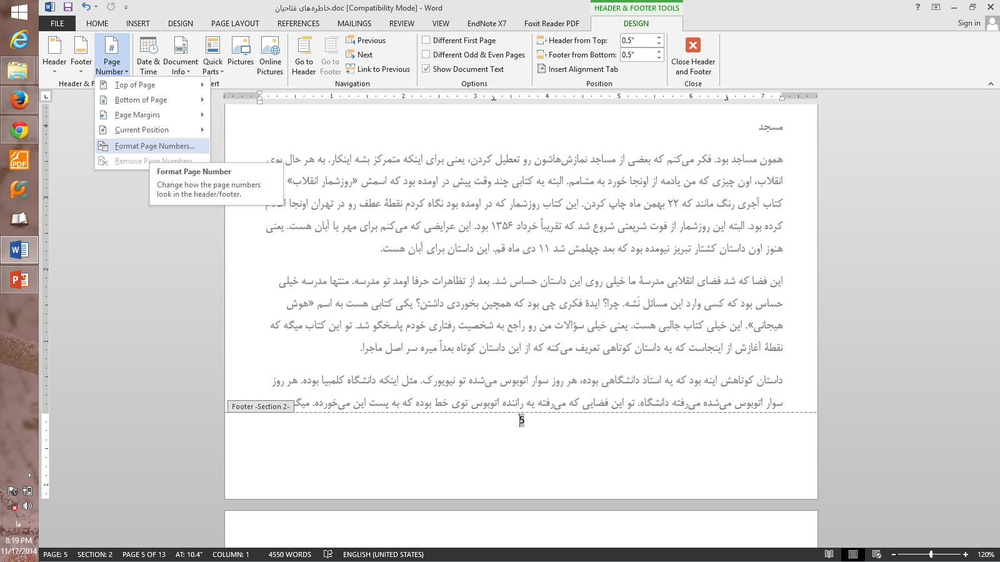 خاطره‌های فتاحیان.doc [Compatibility Mode] - Word
HEADER & FOOTER TOOLS
FILE HOME INSERT DESIGN PAGE LAYOUT REFERENCES MAILINGS REVIEW VIEW EndNote X7 Foxit Reader PDF DESIGN Sign in
Header
Footer
Page Number
Date & Time
Document Info
Quick Parts
Pictures
Online Pictures
Go to Header
Go to Footer
Previous
Next
Link to Previous
Different First Page
Different Odd & Even Pages
Show Document Text
Header from Top: 0.5"
Footer from Bottom: 0.5"
Insert Alignment Tab
Close Header and Footer
Header & F
ert
Navigation
Options
Position
Close
Top of Page
Bottom of Page
Page Margins
Current Position
Format Page Numbers...
Remove Page Numbers
Format Page Number
Change how the page numbers
look in the header/footer.
1 2 3 4 5 6 7
4
3
2
1
1
مسجد
همون مساجد بود. فکر می‌کنم که بعضی از مساجد نمازش‌هاشون رو تعطیل کردن، یعنی برای اینکه متمرکز بشه اینکار. به هر حال بوی
انقلاب، اون چیزی که من یادمه از اونجا خورد به مشامم. البته یه کتابی چند وقت پیش در اومده بود که اسمش «روزشمار انقلاب»
کتاب آجری رنگ مانند که ۲۲ بهمن ماه چاپ کردن. این کتاب روزشمار که در اومده بود نگاه کردم نقطهٔ عطف رو در تهران اونجا
کرده بود. البته این روزشمار از فوت شریعتی شروع شد که تقریباً خرداد ۱۳۵۶ بود. این عرایضی که می‌کنم برای مهر یا آبان هست. یعنی
هنوز اون داستان کشتار تبریز نیومده بود که بعد چهلمش شد ۱۱ دی ماه قم. این داستان برای آبان هست.
این فضا که شد فضای انقلابی مدرسهٔ ما خیلی روی این داستان حساس شد. بعد از تظاهرات حرفا اومد تو مدرسه. منتها مدرسه خیلی
حساس بود که کسی وارد این مسائل نَشه. چرا؟ ایدهٔ فکری چی بود که همچین بخوردی داشتن؟ یکی کتابی هست به اسم «هوش
هیجانی». این خیلی کتاب جالبی هست. یعنی خیلی سؤالات من رو راجع به شخصیت رفتاری خودم پاسخگو شد. تو این کتاب میگه که
نقطهٔ آغازش از اینجاست که یه داستان کوتاهی تعریف می‌کنه که از این داستان کوتاه بعداً میره سر اصل ماجرا.
داستان کوتاهش اینه بود که یه استاد دانشگاهی بوده، هر روز سوار اتوبوس می‌شده تو نیویورک. مثل اینکه دانشگاه کلمبیا بوده. هر روز
سوار اتوبوس می‌شده می‌رفته دانشگاه. تو این فضایی که می‌رفته یه راننده اتوبوس توی خط بوده که به پست این می‌خورده. میگ
Footer -Section 2-
5
PDF
فا
8:19 PM
11/17/2014
PAGE: 5 SECTION: 2 PAGE 5 OF 13 AT: 10.4" COLUMN: 1 4550 WORDS ENGLISH (UNITED STATES) 120%